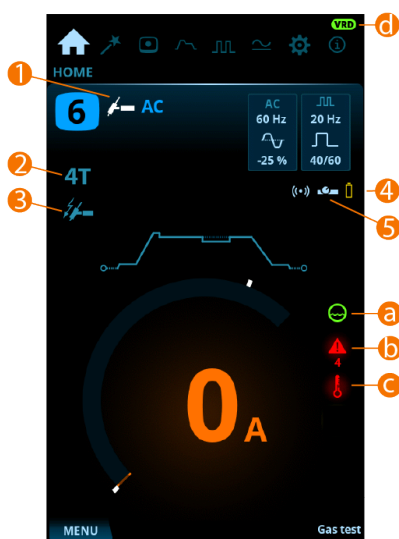 VRD
d
HOME
1
6
AC
AC
60 Hz
-25 %
20 Hz
40/60
2
4T
3
4
5
a
b
4
c
0 A
MENU
Gas test